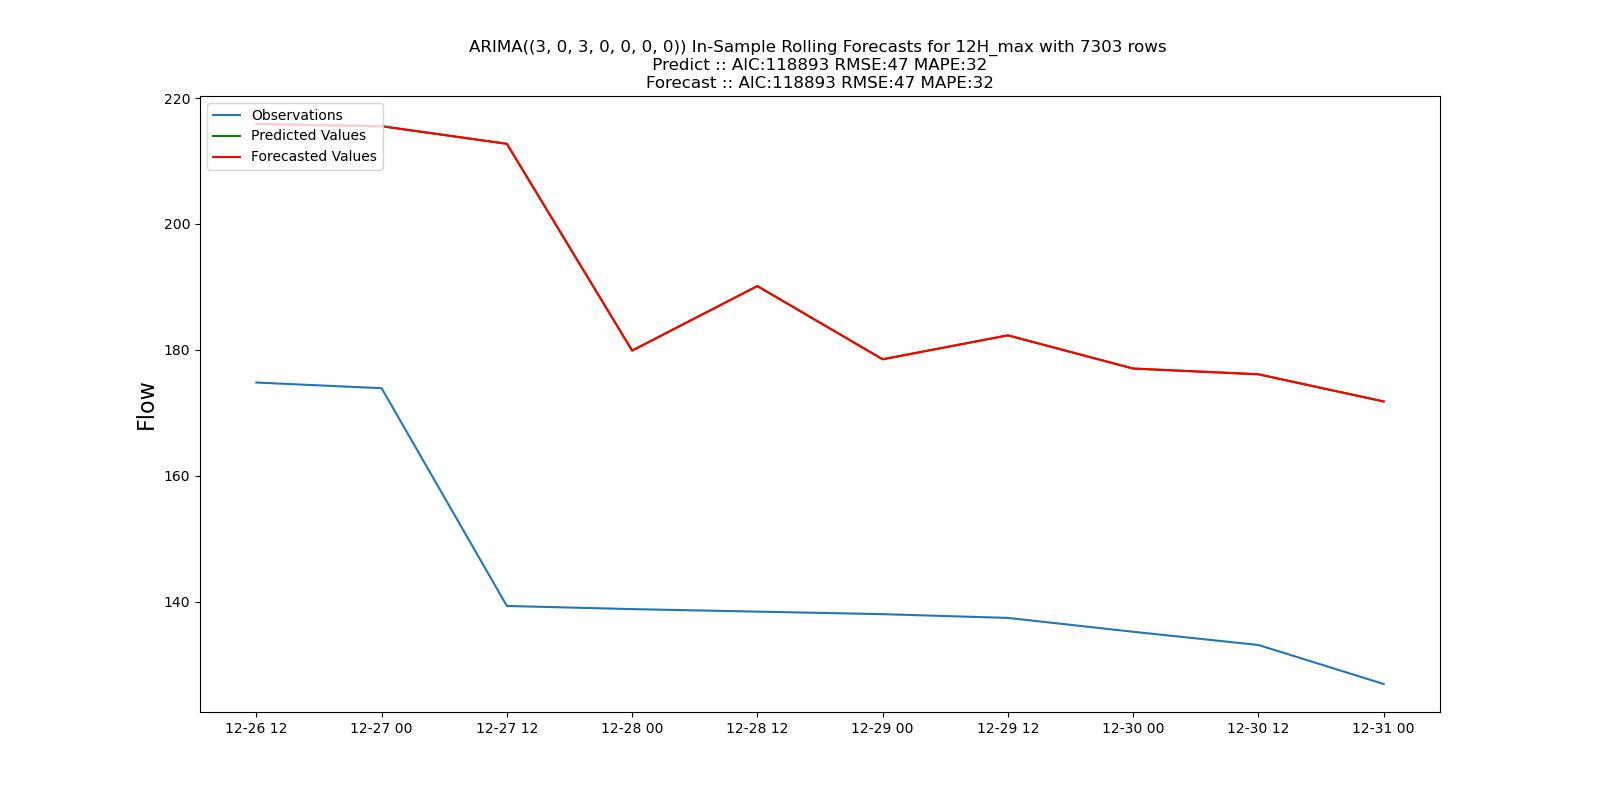 ARIMA((3, 0, 3, 0, 0, 0, 0)) In-Sample Rolling Forecasts for 12H_max with 7303 rows
Predict :: AIC:118893 RMSE:47 MAPE:32
Forecast :: AIC:118893 RMSE:47 MAPE:32
Observations
Predicted Values
Forecasted Values
220
200
180
160
140
Flow
12-26 12 12-27 00 12-27 12 12-28 00 12-28 12 12-29 00 12-29 12 12-30 00 12-30 12 12-31 00